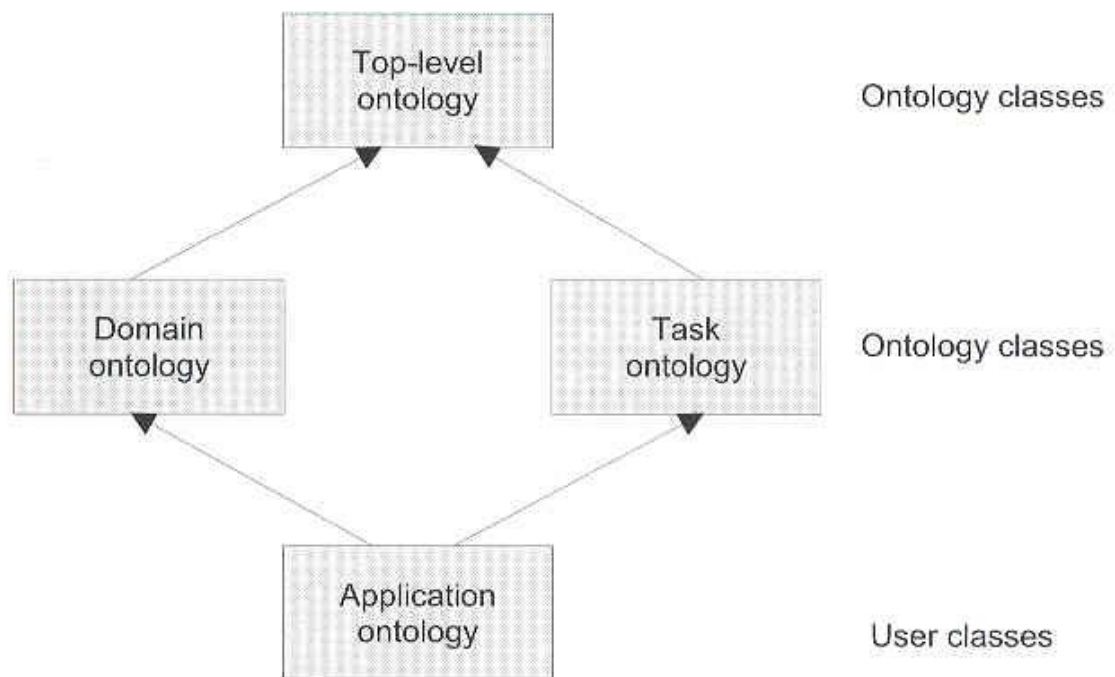 Top-level
ontology
Ontology classes
Domain
ontology
Task
ontology
Ontology classes
Application
ontology
User classes